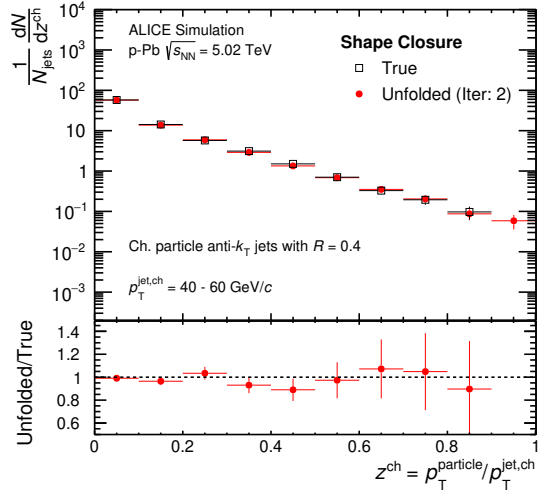 1/N_jets dN/dz^ch
10^4
10^3
10^2
10
1
10^−1
10^−2
10^−3
ALICE Simulation
p-Pb √s_NN = 5.02 TeV
Shape Closure
True
Unfolded (Iter: 2)
Ch. particle anti-k_T jets with R = 0.4
p_T^jet,ch = 40 - 60 GeV/c
Unfolded/True
1.4
1.2
1
0.8
0.6
0 0.2 0.4 0.6 0.8 1
z^ch = p_T^particle/p_T^jet,ch